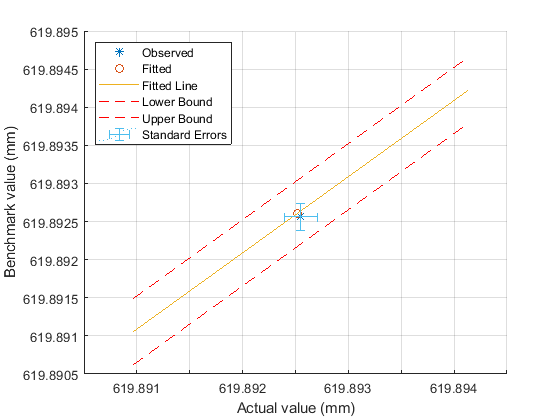 619.895
619.8945
619.894
619.8935
619.893
619.8925
619.892
619.8915
619.891
619.8905
Benchmark value (mm)
Observed
Fitted
Fitted Line
Lower Bound
Upper Bound
Standard Errors
619.891 619.892 619.893 619.894
Actual value (mm)